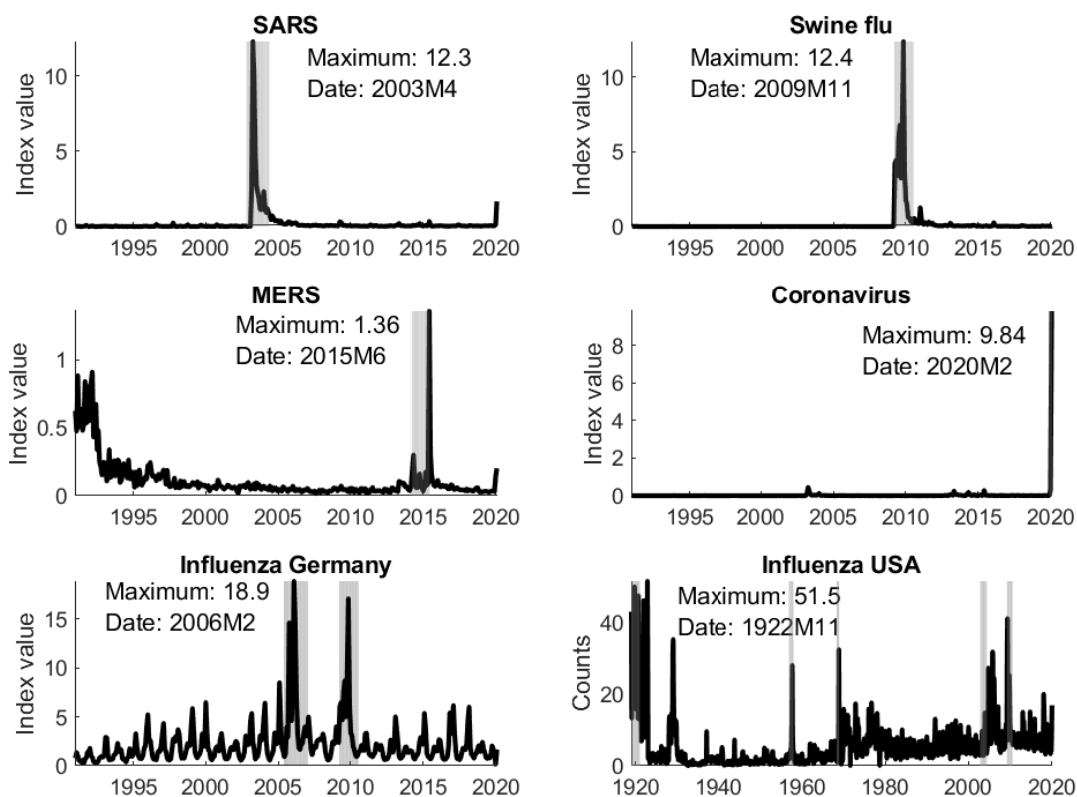 SARS
Maximum: 12.3
Date: 2003M4
Index value
10
5
0
1995 2000 2005 2010 2015 2020
Swine flu
Maximum: 12.4
Date: 2009M11
Index value
10
5
0
1995 2000 2005 2010 2015 2020
MERS
Maximum: 1.36
Date: 2015M6
Index value
1
0.5
0
1995 2000 2005 2010 2015 2020
Coronavirus
Maximum: 9.84
Date: 2020M2
Index value
8
6
4
2
0
1995 2000 2005 2010 2015 2020
Influenza Germany
Maximum: 18.9
Date: 2006M2
Index value
15
10
5
0
1995 2000 2005 2010 2015 2020
Influenza USA
Maximum: 51.5
Date: 1922M11
Counts
40
20
0
1920 1940 1960 1980 2000 2020